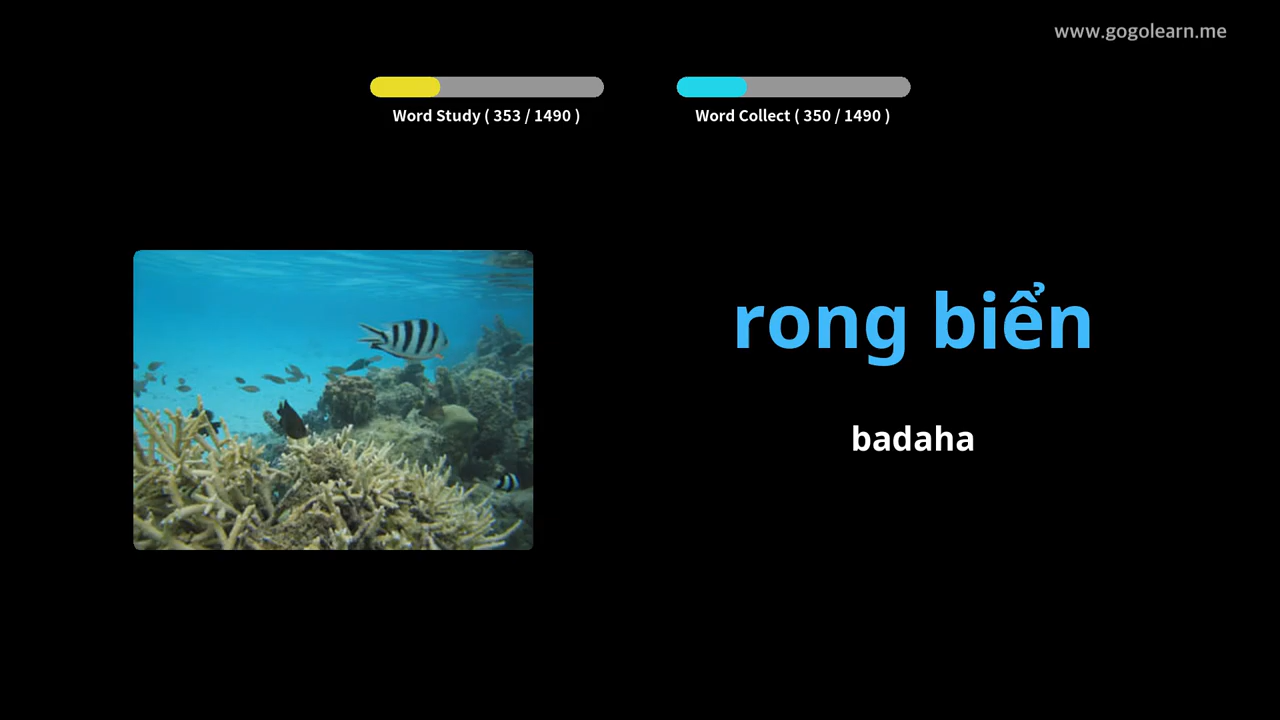 www.gogolearn.me
Word Study ( 353 / 1490 )
Word Collect ( 350 / 1490 )
rong biển
badaha